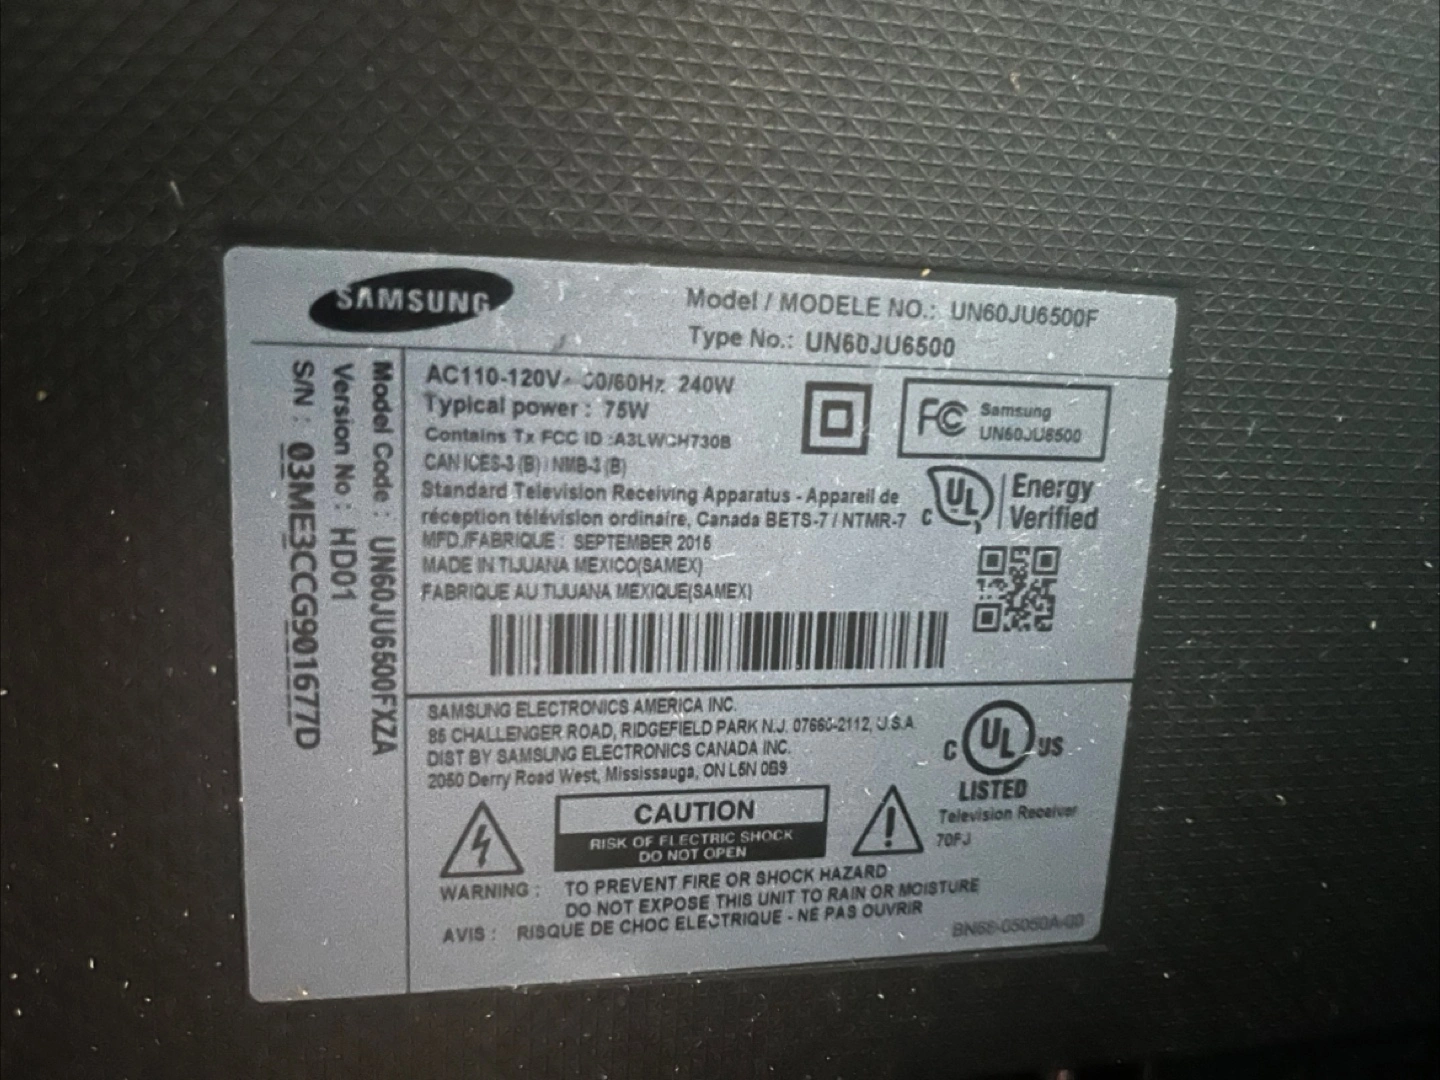 SAMSUNG
Model / MODELE NO.: UN60JU6500F
Type No.: UN60JU6500
Model Code : UN60JU6500FXZA
Version No : HD01
S/N : 03ME3CCG901677D
AC110-120V~ 50/60Hz 240W
Typical power : 75W
Contains Tx FCC ID :A3LWCH730B
CAN ICES-3 (B) / NMB-3 (B)
Standard Television Receiving Apparatus - Appareil de
réception télévision ordinaire, Canada BETS-7 / NTMR-7
MFD./FABRIQUE : SEPTEMBER 2015
MADE IN TIJUANA MEXICO(SAMEX)
FABRIQUE AU TIJUANA MEXIQUE(SAMEX)
FC Samsung
UN60JU6500
C UL Energy
Verified
SAMSUNG ELECTRONICS AMERICA INC.
85 CHALLENGER ROAD, RIDGEFIELD PARK N.J. 07660-2112, U.S.A
DIST BY SAMSUNG ELECTRONICS CANADA INC.
2050 Derry Road West, Mississauga, ON L5N 0B9
C UL US
LISTED
Television Receiver
70FJ
CAUTION
RISK OF ELECTRIC SHOCK
DO NOT OPEN
WARNING : TO PREVENT FIRE OR SHOCK HAZARD
DO NOT EXPOSE THIS UNIT TO RAIN OR MOISTURE
AVIS : RISQUE DE CHOC ELECTRIQUE - NE PAS OUVRIR
BN68-05050A-00